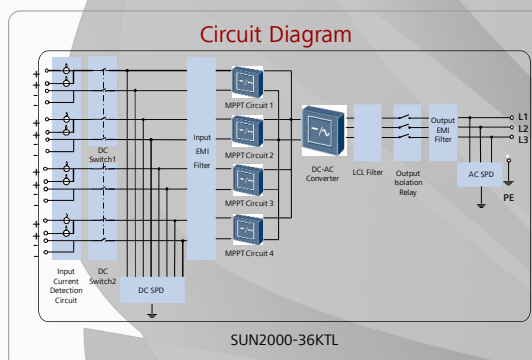 Circuit Diagram
+
+
-
-
MPPT Circuit 1
+
+
-
-
DC
Switch1
Input
EMI
Filter
MPPT Circuit 2
DC-AC
Converter
LCL Filter
Output
Isolation
Relay
Output
EMI
Filter
L1
L2
L3
AC SPD
PE
+
+
-
-
MPPT Circuit 3
+
+
-
-
MPPT Circuit 4
Input
Current
Detection
Circuit
DC
Switch2
DC SPD
SUN2000-36KTL